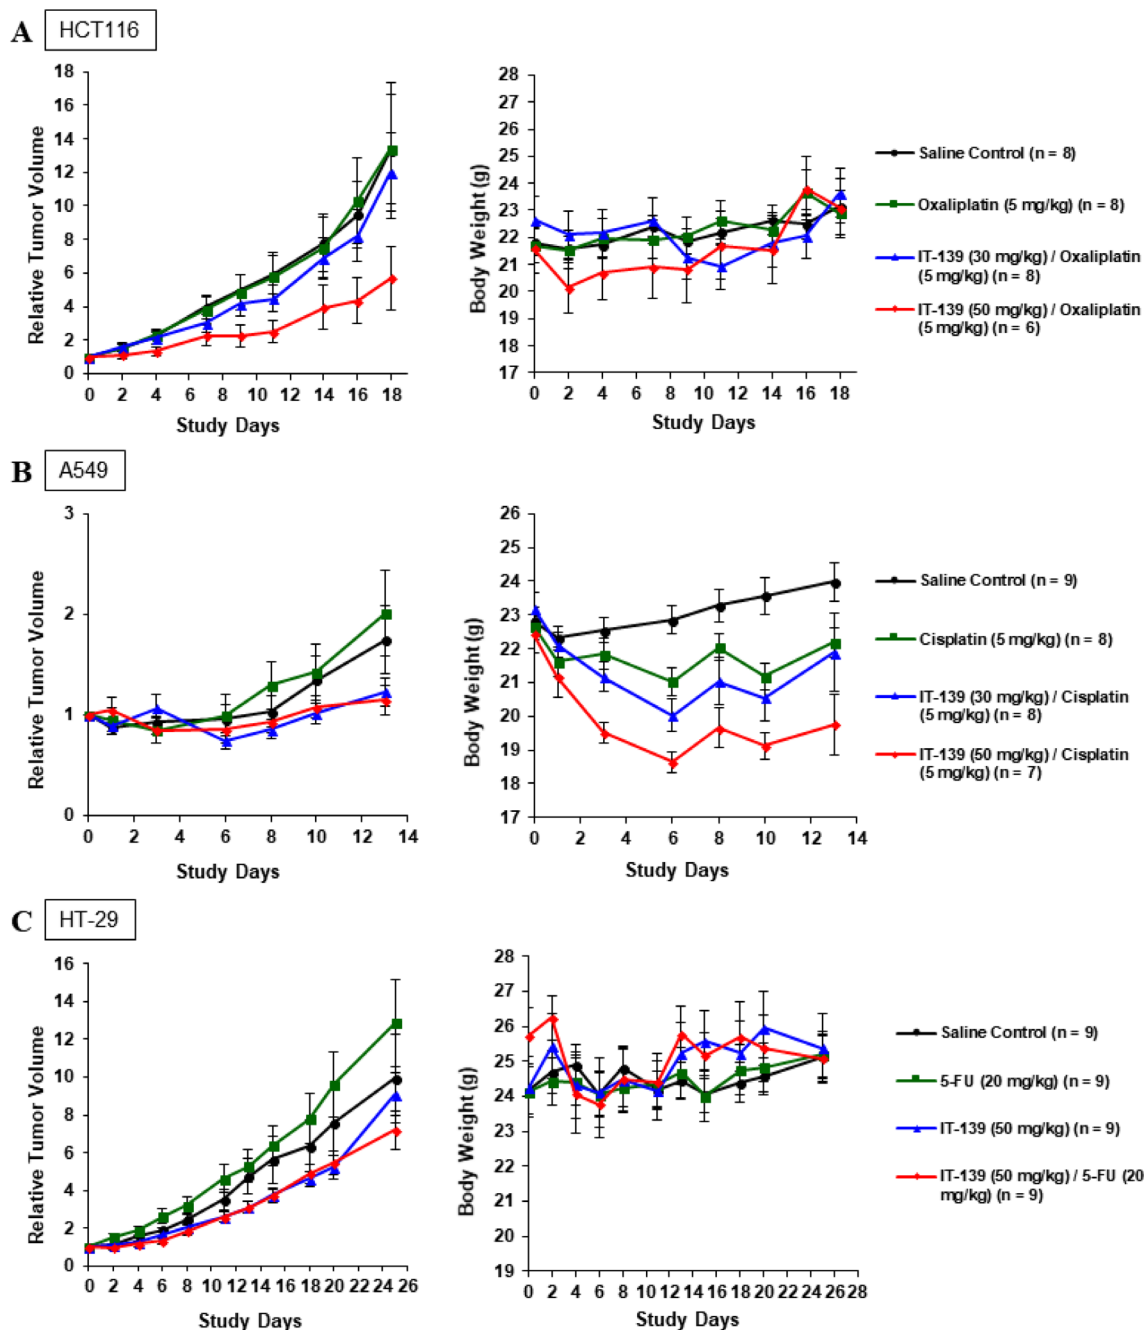 A HCT116
Relative Tumor Volume
18
16
14
12
10
8
6
4
2
0
0 2 4 6 8 10 12 14 16 18
Study Days
Body Weight (g)
28
27
26
25
24
23
22
21
20
19
18
17
0 2 4 6 8 10 12 14 16 18
Study Days
Saline Control (n = 8)
Oxaliplatin (5 mg/kg) (n = 8)
IT-139 (30 mg/kg) / Oxaliplatin
(5 mg/kg) (n = 8)
IT-139 (50 mg/kg) / Oxaliplatin
(5 mg/kg) (n = 6)
B A549
Relative Tumor Volume
3
2
1
0
0 2 4 6 8 10 12 14
Study Days
Body Weight (g)
26
25
24
23
22
21
20
19
18
17
0 2 4 6 8 10 12 14
Study Days
Saline Control (n = 9)
Cisplatin (5 mg/kg) (n = 8)
IT-139 (30 mg/kg) / Cisplatin
(5 mg/kg) (n = 8)
IT-139 (50 mg/kg) / Cisplatin
(5 mg/kg) (n = 7)
C HT-29
Relative Tumor Volume
16
14
12
10
8
6
4
2
0
0 2 4 6 8 10 12 14 16 18 20 22 24 26
Study Days
Body Weight (g)
28
27
26
25
24
23
22
21
20
19
0 2 4 6 8 10 12 14 16 18 20 22 24 26 28
Study Days
Saline Control (n = 9)
5-FU (20 mg/kg) (n = 9)
IT-139 (50 mg/kg) (n = 9)
IT-139 (50 mg/kg) / 5-FU (20
mg/kg) (n = 9)